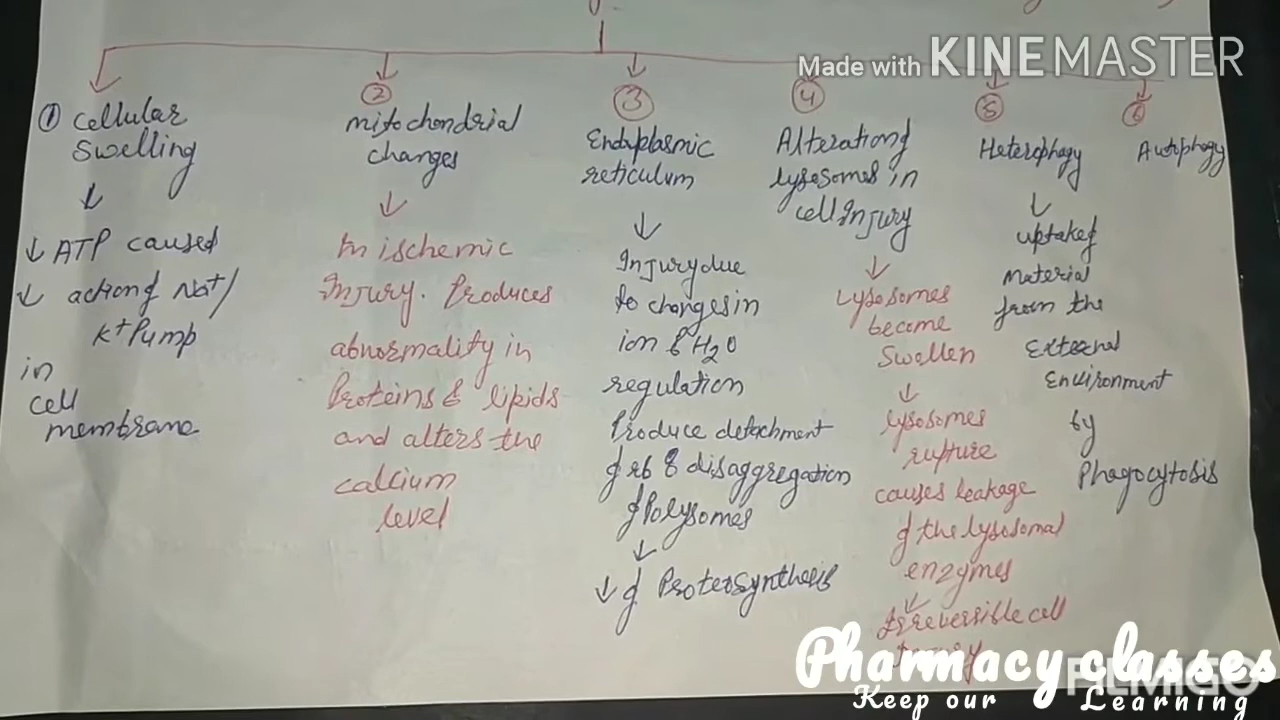 Made with KINEMASTER
① cellular
swelling
↓
↓ ATP caused
↓ action of Na+/
K+ Pump
in
cell
membrane
②
mitochondrial
changes
↓
In ischemic
Injury. Produces
abnormality in
Proteins & lipids
and alters the
calcium
level
③
Endoplasmic
reticulum
↓
Injury due
to changes in
ion & H2O
regulation
Produce detachment
of rb & disaggregation
of Polysomes
↓
↓ of
④
Alteration of
lysosomes in
cell Injury
↓
Lysosomes
become
Swollen
↓
lysosomes
rupture
causes leakage
of the lysosomal
enzymes
↓
Irreversible cell
⑤
Heterophagy
↓
uptake of
Material
from the
External
Environment
by
Phagocytosis
⑥
Autophagy
Pharmacy classes
Keep our Learning
FILMIGO